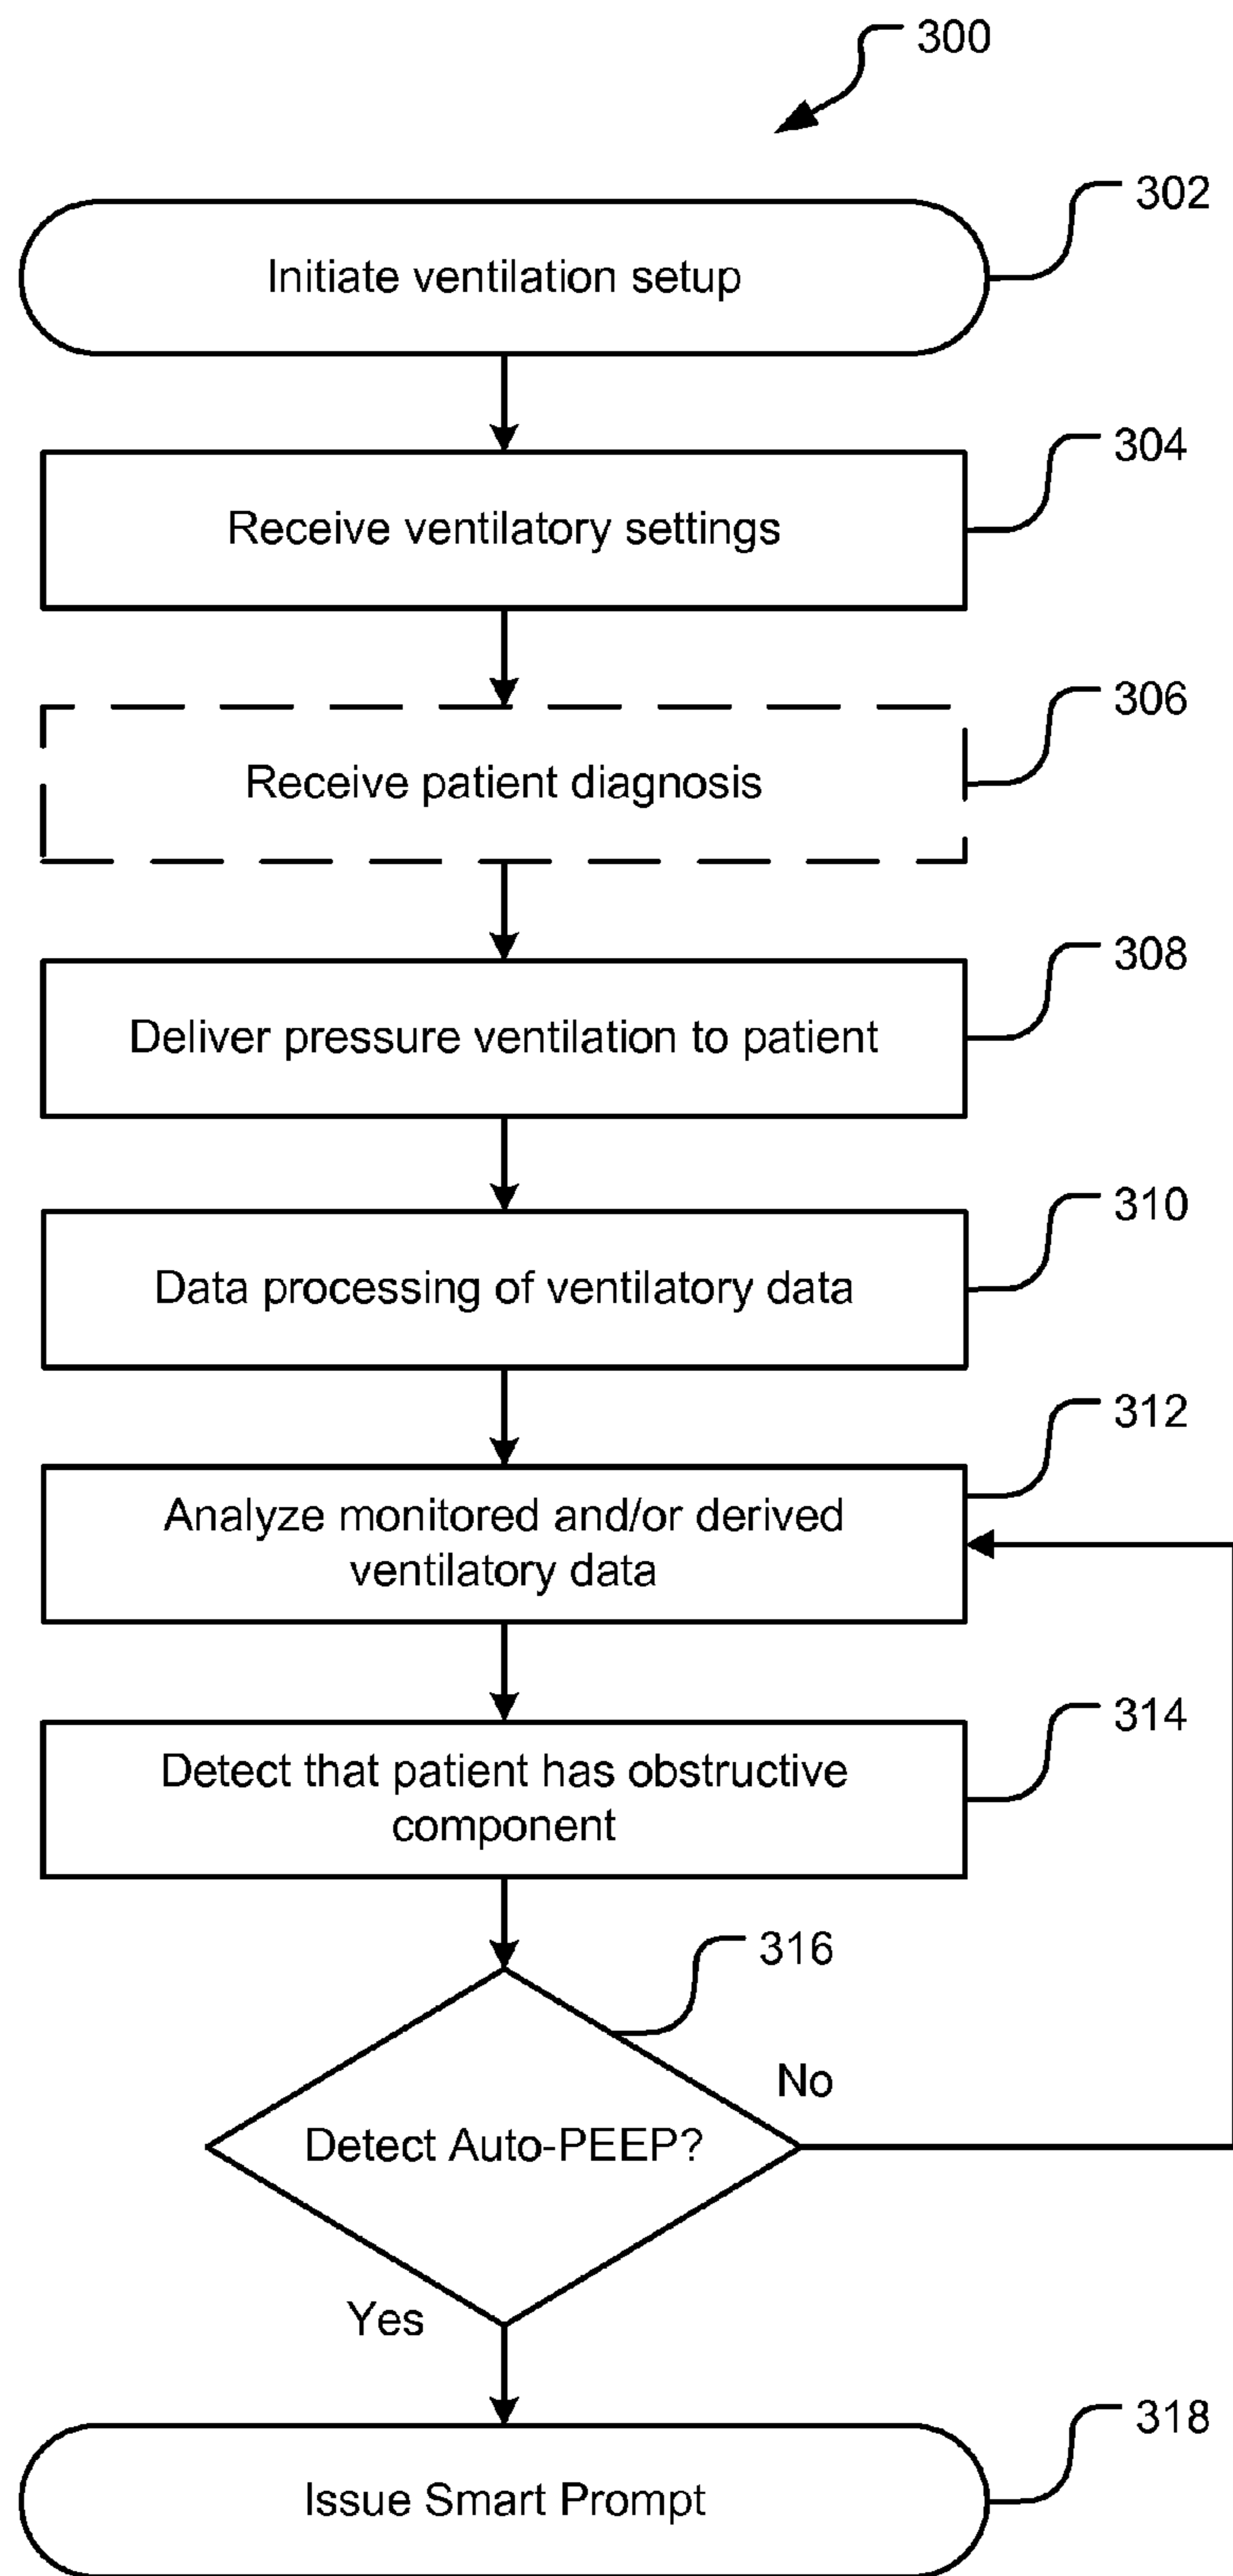 300
302
Initiate ventilation setup
304
Receive ventilatory settings
306
Receive patient diagnosis
308
Deliver pressure ventilation to patient
310
Data processing of ventilatory data
312
Analyze monitored and/or derived
ventilatory data
314
Detect that patient has obstructive
component
316
No
Detect Auto-PEEP?
Yes
318
Issue Smart Prompt